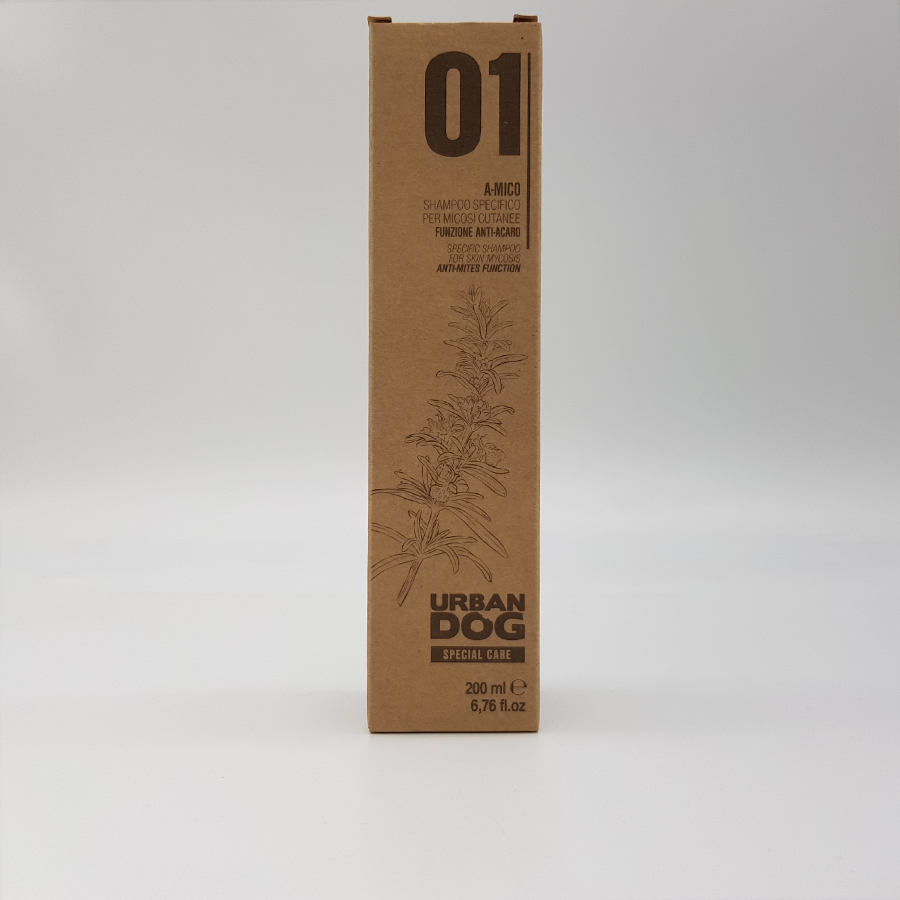 01
A-MICO
SHAMPOO SPECIFICO
PER MICOSI CUTANEE
FUNZIONE ANTI-ACARO
SPECIFIC SHAMPOO
FOR SKIN MYCOSIS
ANTI-MITES FUNCTION
URBAN
DOG
SPECIAL CARE
200 ml ℮
6,76 fl.oz